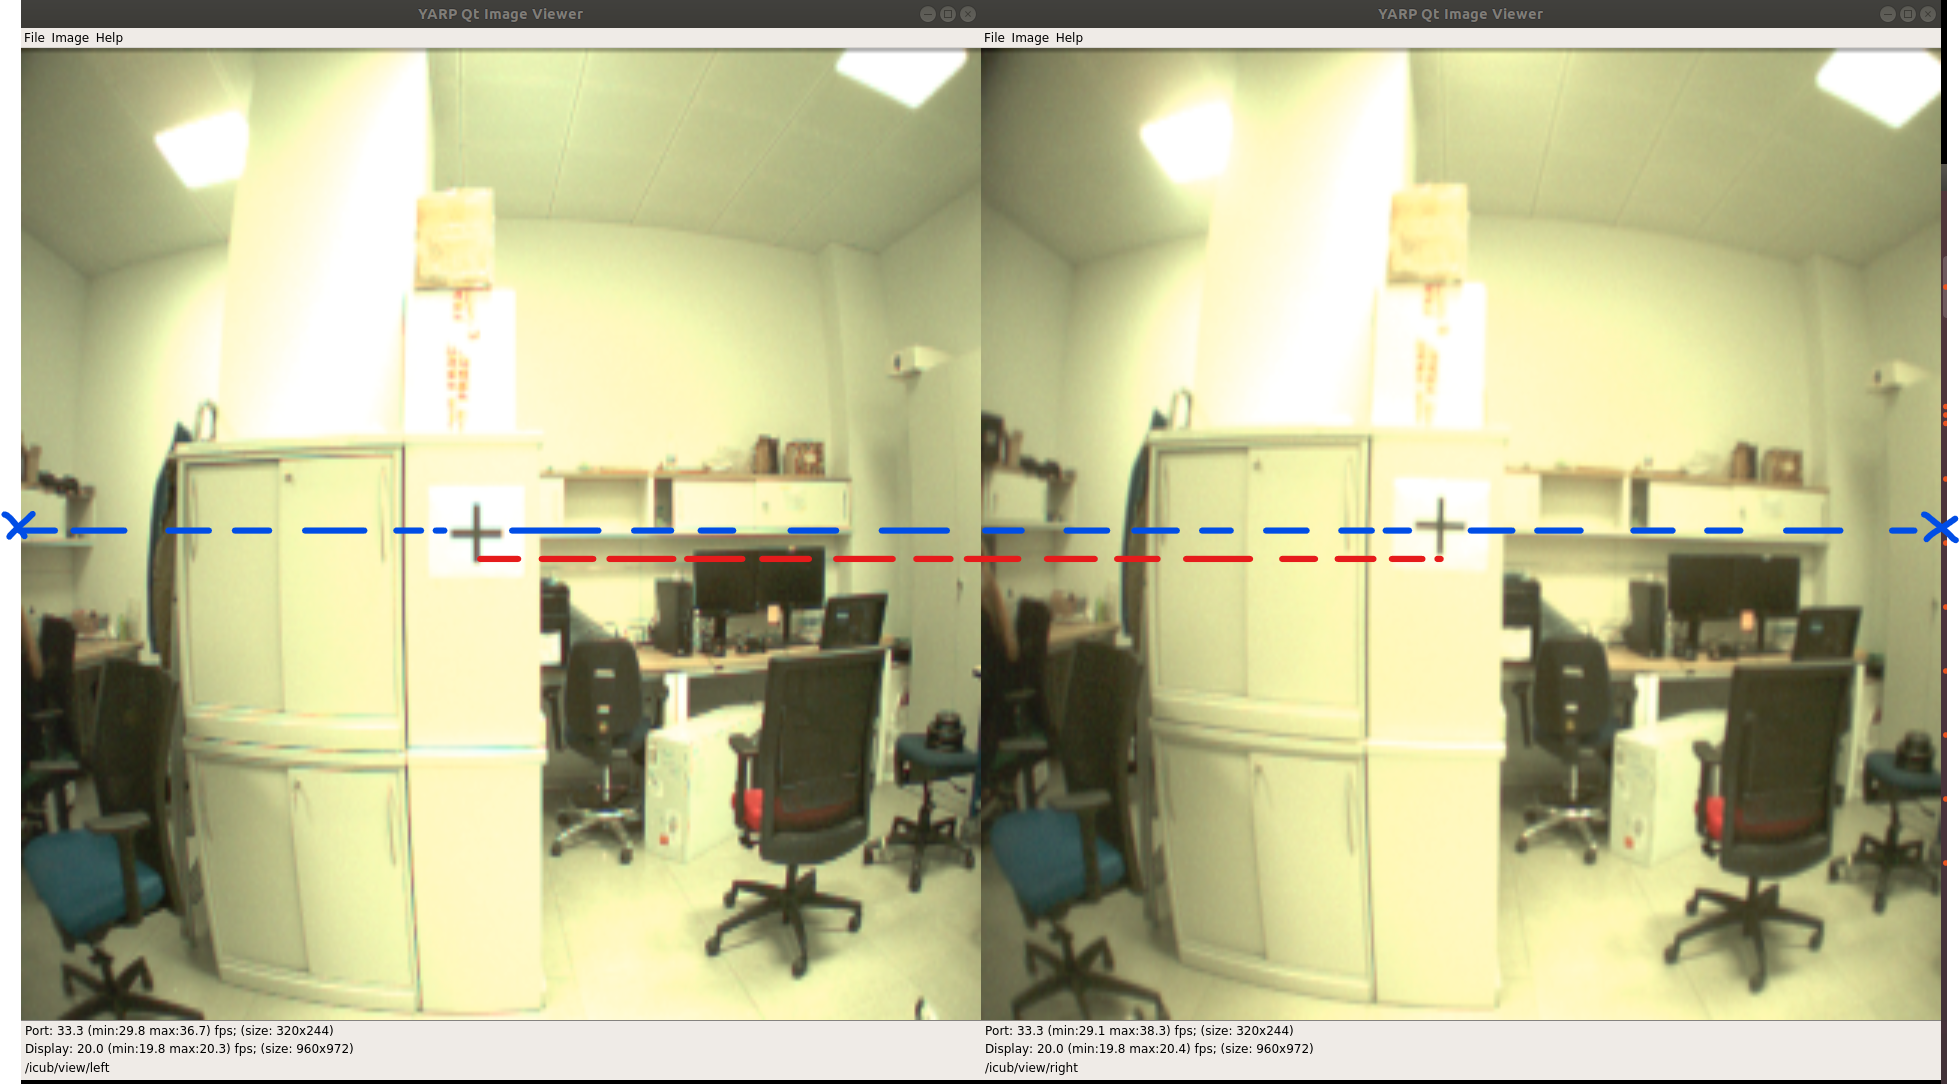 YARP Qt Image Viewer
File Image Help
Port: 33.3 (min:29.8 max:36.7) fps; (size: 320x244)
Display: 20.0 (min:19.8 max:20.3) fps; (size: 960x972)
/icub/view/left
YARP Qt Image Viewer
File Image Help
Port: 33.3 (min:29.1 max:38.3) fps; (size: 320x244)
Display: 20.0 (min:19.8 max:20.4) fps; (size: 960x972)
/icub/view/right